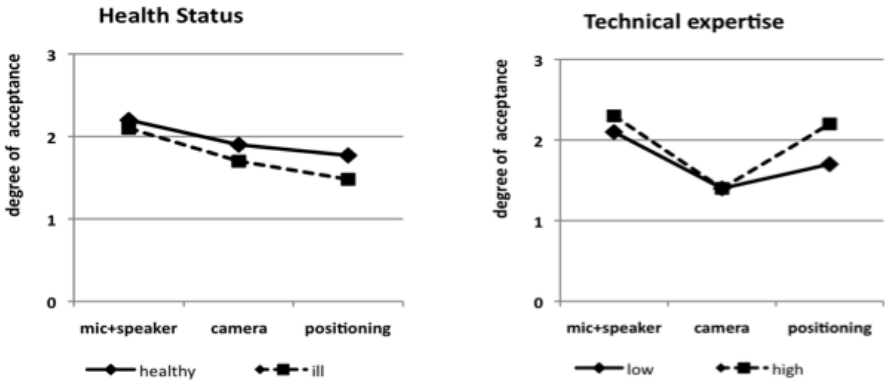 Health Status
degree of acceptance
3
2
1
0
mic+speaker camera positioning
healthy ill
Technical expertise
degree of acceptance
3
2
1
0
mic+speaker camera positioning
low high